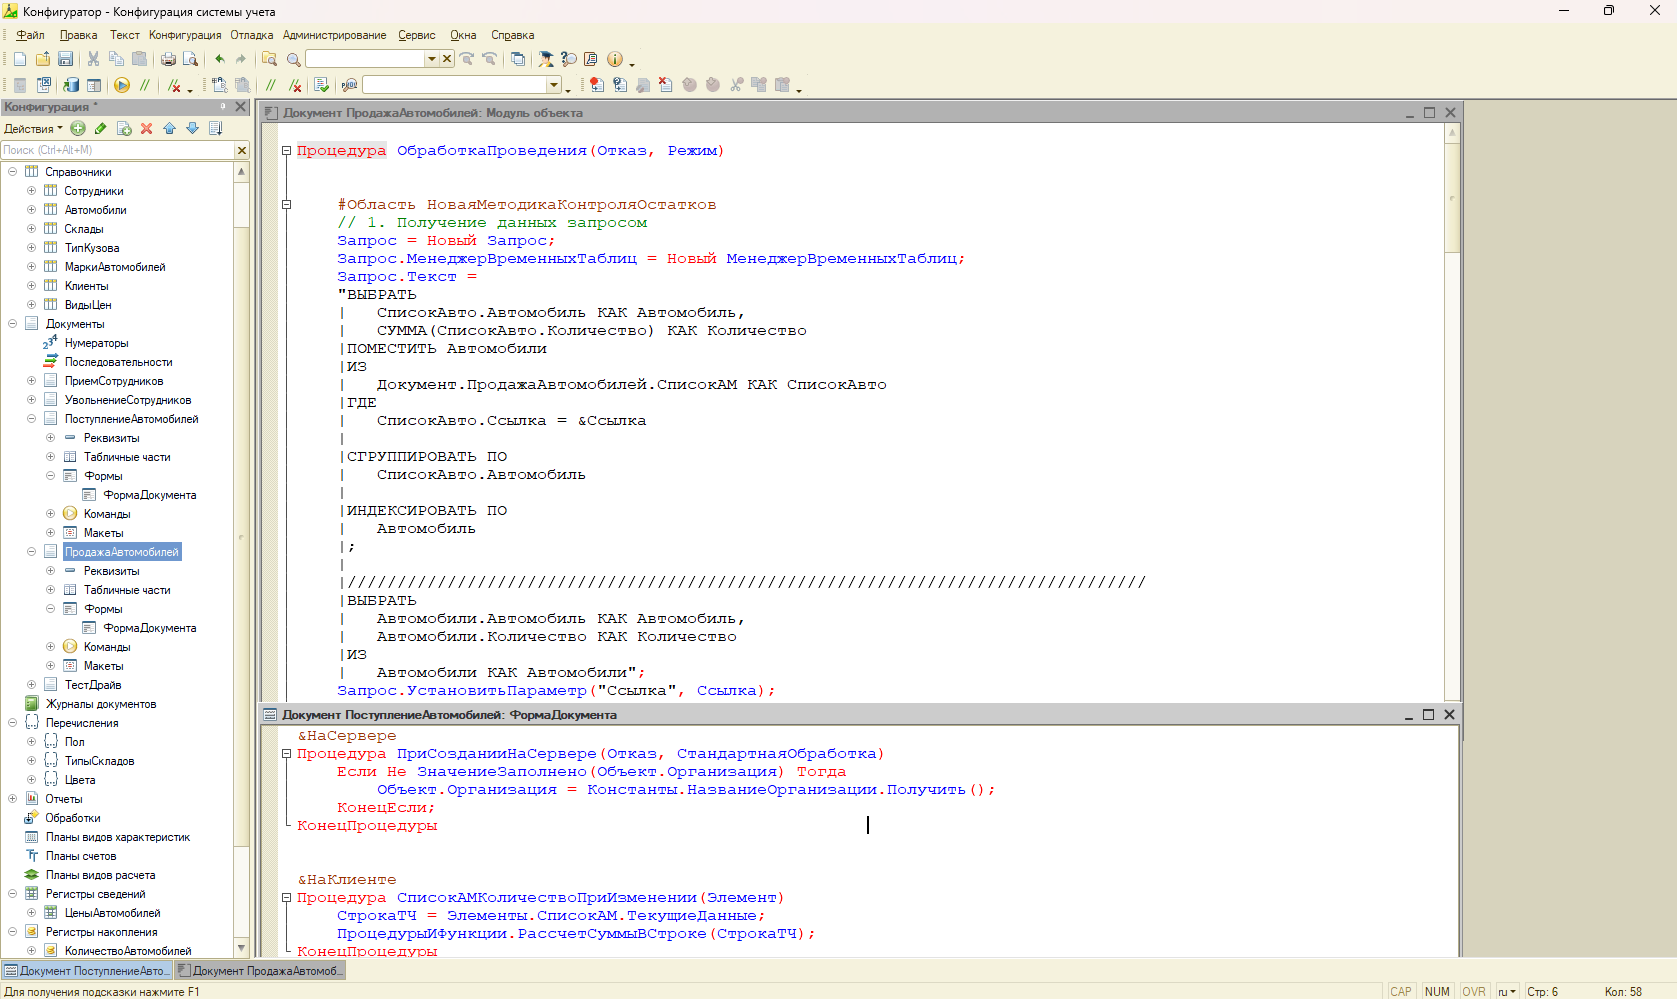 Конфигуратор - Конфигурация системы учета
Файл Правка Текст Конфигурация Отладка Администрирование Сервис Окна Справка
Конфигурация *
Действия
Поиск (Ctrl+Alt+M)
Справочники
Сотрудники
Автомобили
Склады
ТипКузова
МаркиАвтомобилей
Клиенты
ВидыЦен
Документы
Нумераторы
Последовательности
ПриемСотрудников
УвольнениеСотрудников
ПоступлениеАвтомобилей
Реквизиты
Табличные части
Формы
ФормаДокумента
Команды
Макеты
ПродажаАвтомобилей
Реквизиты
Табличные части
Формы
ФормаДокумента
Команды
Макеты
ТестДрайв
Журналы документов
Перечисления
Пол
ТипыСкладов
Цвета
Отчеты
Обработки
Планы видов характеристик
Планы счетов
Планы видов расчета
Регистры сведений
ЦеныАвтомобилей
Регистры накопления
КоличествоАвтомобилей
Документ ПродажаАвтомобилей: Модуль объекта
Процедура ОбработкаПроведения(Отказ, Режим)
#Область НоваяМетодикаКонтроляОстатков
// 1. Получение данных запросом
Запрос = Новый Запрос;
Запрос.МенеджерВременныхТаблиц = Новый МенеджерВременныхТаблиц;
Запрос.Текст =
"ВЫБРАТЬ
|   СписокАвто.Автомобиль КАК Автомобиль,
|   СУММА(СписокАвто.Количество) КАК Количество
|ПОМЕСТИТЬ Автомобили
|ИЗ
|   Документ.ПродажаАвтомобилей.СписокАМ КАК СписокАвто
|ГДЕ
|   СписокАвто.Ссылка = &Ссылка
|
|СГРУППИРОВАТЬ ПО
|   СписокАвто.Автомобиль
|
|ИНДЕКСИРОВАТЬ ПО
|   Автомобиль
|;
|
|////////////////////////////////////////////////////////////////////////////////
|ВЫБРАТЬ
|   Автомобили.Автомобиль КАК Автомобиль,
|   Автомобили.Количество КАК Количество
|ИЗ
|   Автомобили КАК Автомобили";
Запрос.УстановитьПараметр("Ссылка", Ссылка);
Документ ПоступлениеАвтомобилей: ФормаДокумента
&НаСервере
Процедура ПриСозданииНаСервере(Отказ, СтандартнаяОбработка)
Если Не ЗначениеЗаполнено(Объект.Организация) Тогда
Объект.Организация = Константы.НазваниеОрганизации.Получить();
КонецЕсли;
КонецПроцедуры
&НаКлиенте
Процедура СписокАМКоличествоПриИзменении(Элемент)
СтрокаТЧ = Элементы.СписокАМ.ТекущиеДанные;
ПроцедурыИФункции.РассчетСуммыВСтроке(СтрокаТЧ);
КонецПроцедуры
Документ ПоступлениеАвто... Документ ПродажаАвтомоб...
Для получения подсказки нажмите F1 CAP NUM OVR ru Стр: 6 Кол: 58